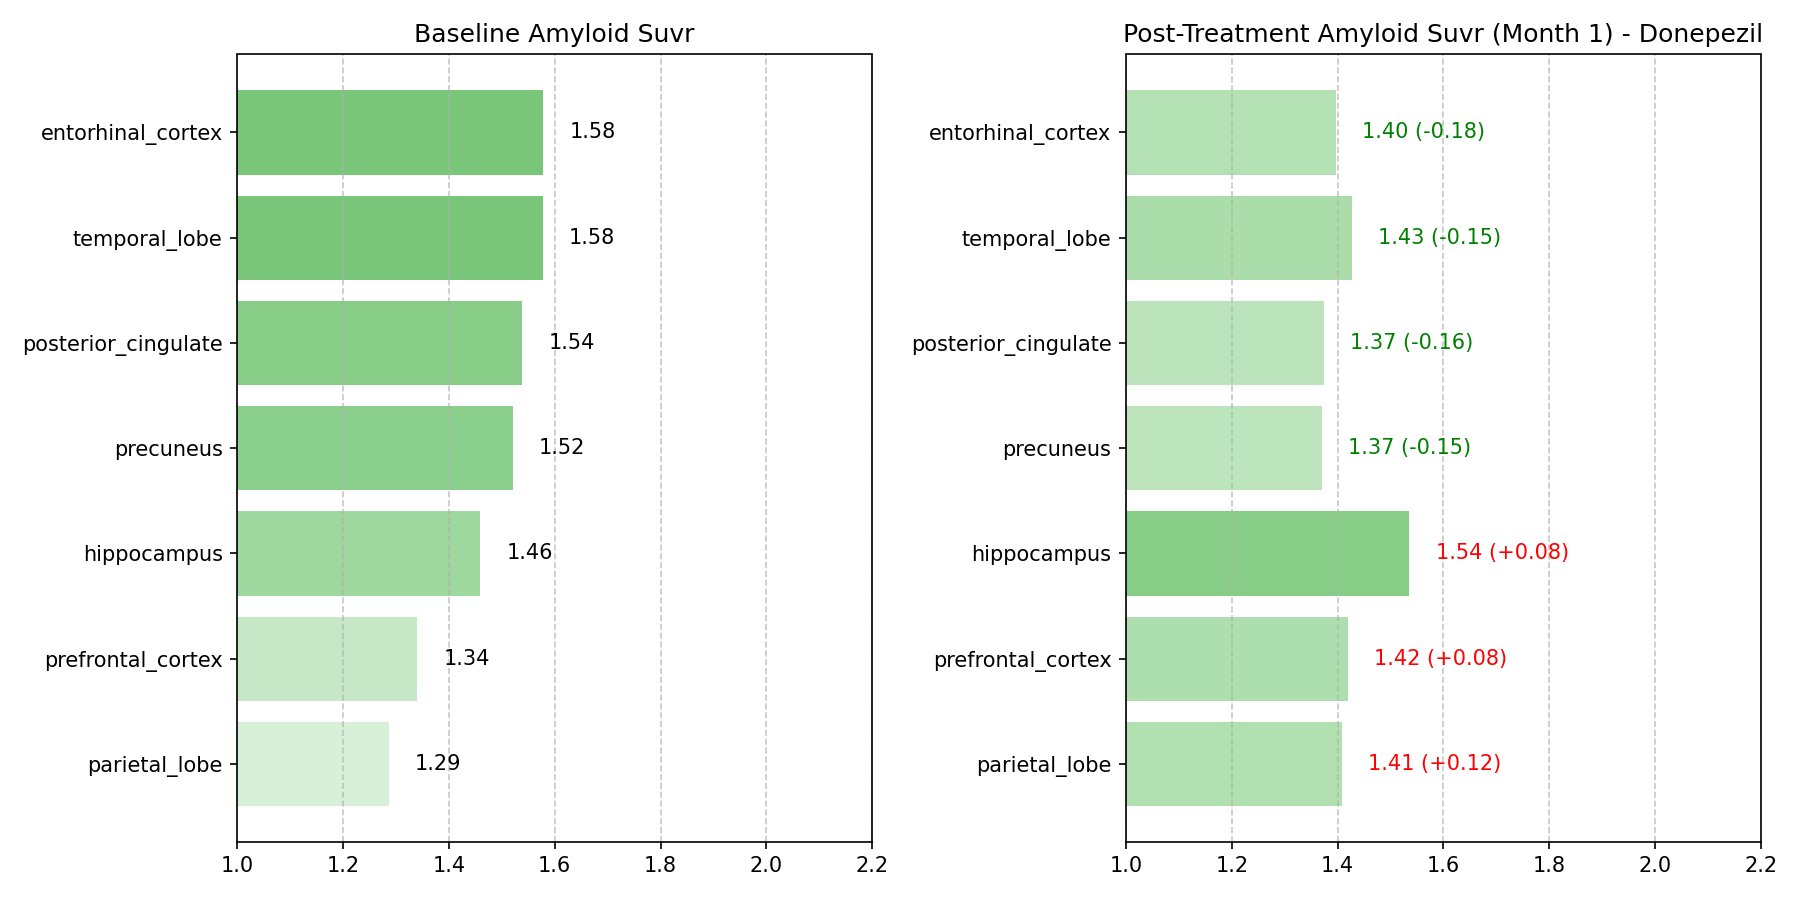 Baseline Amyloid Suvr
entorhinal_cortex 1.58
temporal_lobe 1.58
posterior_cingulate 1.54
precuneus 1.52
hippocampus 1.46
prefrontal_cortex 1.34
parietal_lobe 1.29
1.0 1.2 1.4 1.6 1.8 2.0 2.2
Post-Treatment Amyloid Suvr (Month 1) - Donepezil
entorhinal_cortex 1.40 (-0.18)
temporal_lobe 1.43 (-0.15)
posterior_cingulate 1.37 (-0.16)
precuneus 1.37 (-0.15)
hippocampus 1.54 (+0.08)
prefrontal_cortex 1.42 (+0.08)
parietal_lobe 1.41 (+0.12)
1.0 1.2 1.4 1.6 1.8 2.0 2.2